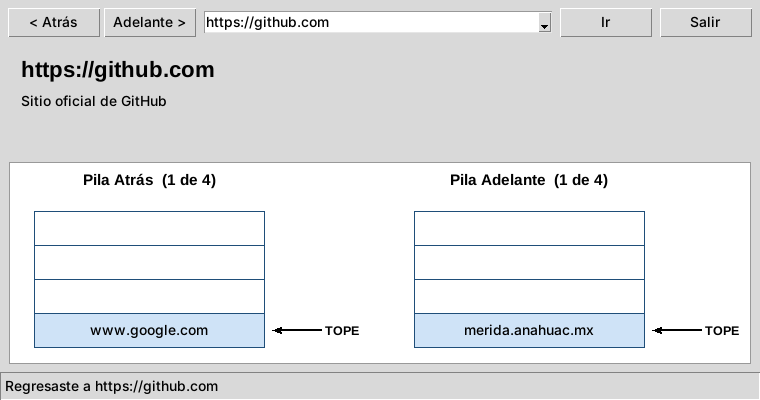 < Atrás Adelante > https://github.com Ir Salir
https://github.com
Sitio oficial de GitHub
Pila Atrás (1 de 4) Pila Adelante (1 de 4)
www.google.com TOPE merida.anahuac.mx TOPE
Regresaste a https://github.com